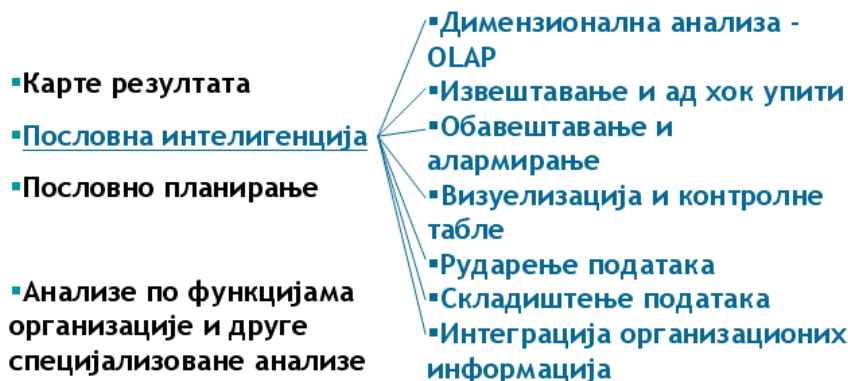 ▪Карте резултата
▪Пословна интелигенција
▪Пословно планирање
▪Анализе по функцијама
организације и друге
специјализоване анализе
▪Димензионална анализа -
OLAP
▪Извештавање и ад хок упити
▪Обавештавање и
алармирање
▪Визуелизација и контролне
табле
▪Рударење података
▪Складиштење података
▪Интеграција организационих
информација